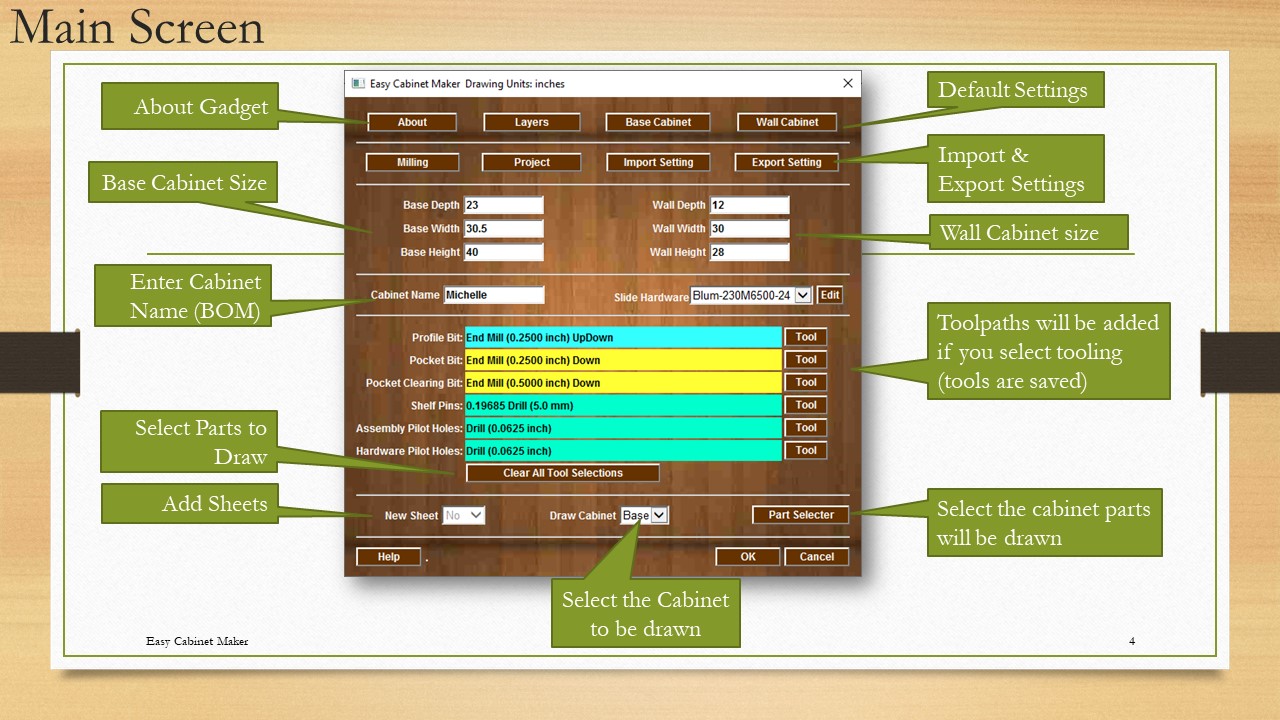 Main Screen
About Gadget
Base Cabinet Size
Enter Cabinet
Name (BOM)
Select Parts to
Draw
Add Sheets
Easy Cabinet Maker Drawing Units: inches
About Layers Base Cabinet Wall Cabinet
Milling Project Import Setting Export Setting
Base Depth 23 Wall Depth 12
Base Width 30.5 Wall Width 30
Base Height 40 Wall Height 28
Cabinet Name Michelle Slide Hardware Blum-230M6500-24 Edit
Profile Bit: End Mill (0.2500 inch) UpDown Tool
Pocket Bit: End Mill (0.2500 inch) Down Tool
Pocket Clearing Bit: End Mill (0.5000 inch) Down Tool
Shelf Pins: 0.19685 Drill (5.0 mm) Tool
Assembly Pilot Holes: Drill (0.0625 inch) Tool
Hardware Pilot Holes: Drill (0.0625 inch) Tool
Clear All Tool Selections
New Sheet No Draw Cabinet Base Part Selecter
Help . OK Cancel
Default Settings
Import &
Export Settings
Wall Cabinet size
Toolpaths will be added
if you select tooling
(tools are saved)
Select the cabinet parts
will be drawn
Select the Cabinet
to be drawn
Easy Cabinet Maker 4